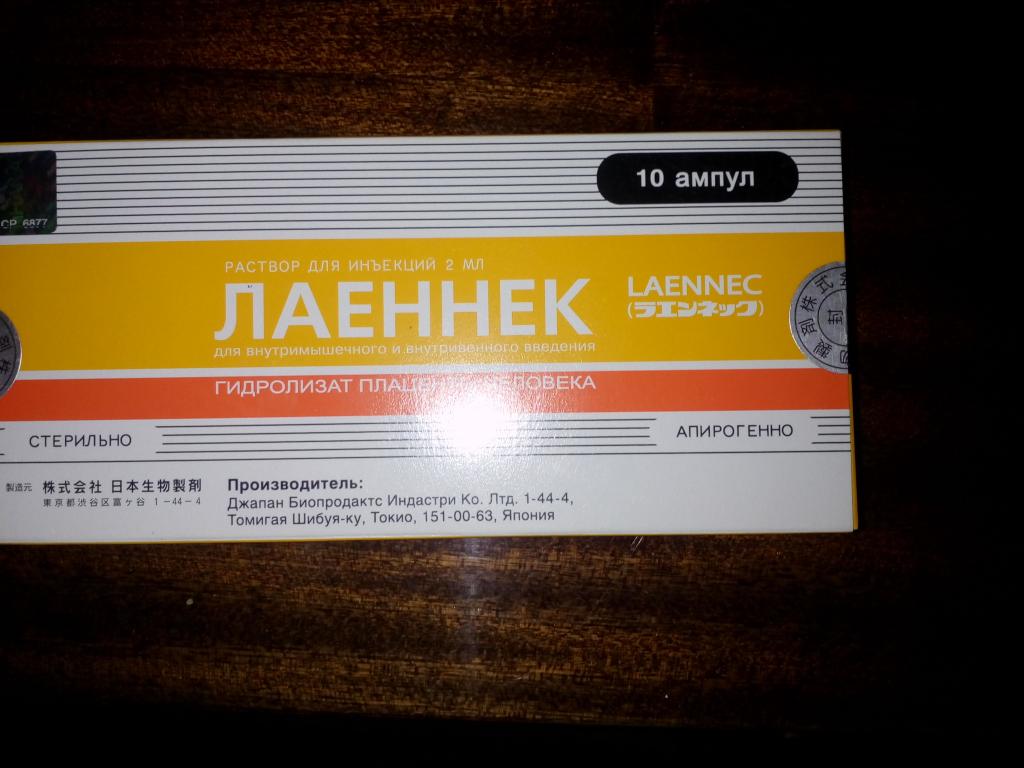 10 ампул
СР 6877
РАСТВОР ДЛЯ ИНЪЕКЦИЙ 2 МЛ
ЛАЕННЕК
LAENNEC
(ラエンネック)
для внутримышечного и внутривенного введения
ГИДРОЛИЗАТ
СТЕРИЛЬНО
АПИРОГЕННО
製造元 株式会社 日本生物製剤
東京都渋谷区富ヶ谷 1-44-4
Производитель:
Джапан Биопродактс Индастри Ко. Лтд. 1-44-4,
Томигая Шибуя-ку, Токио, 151-00-63, Япония